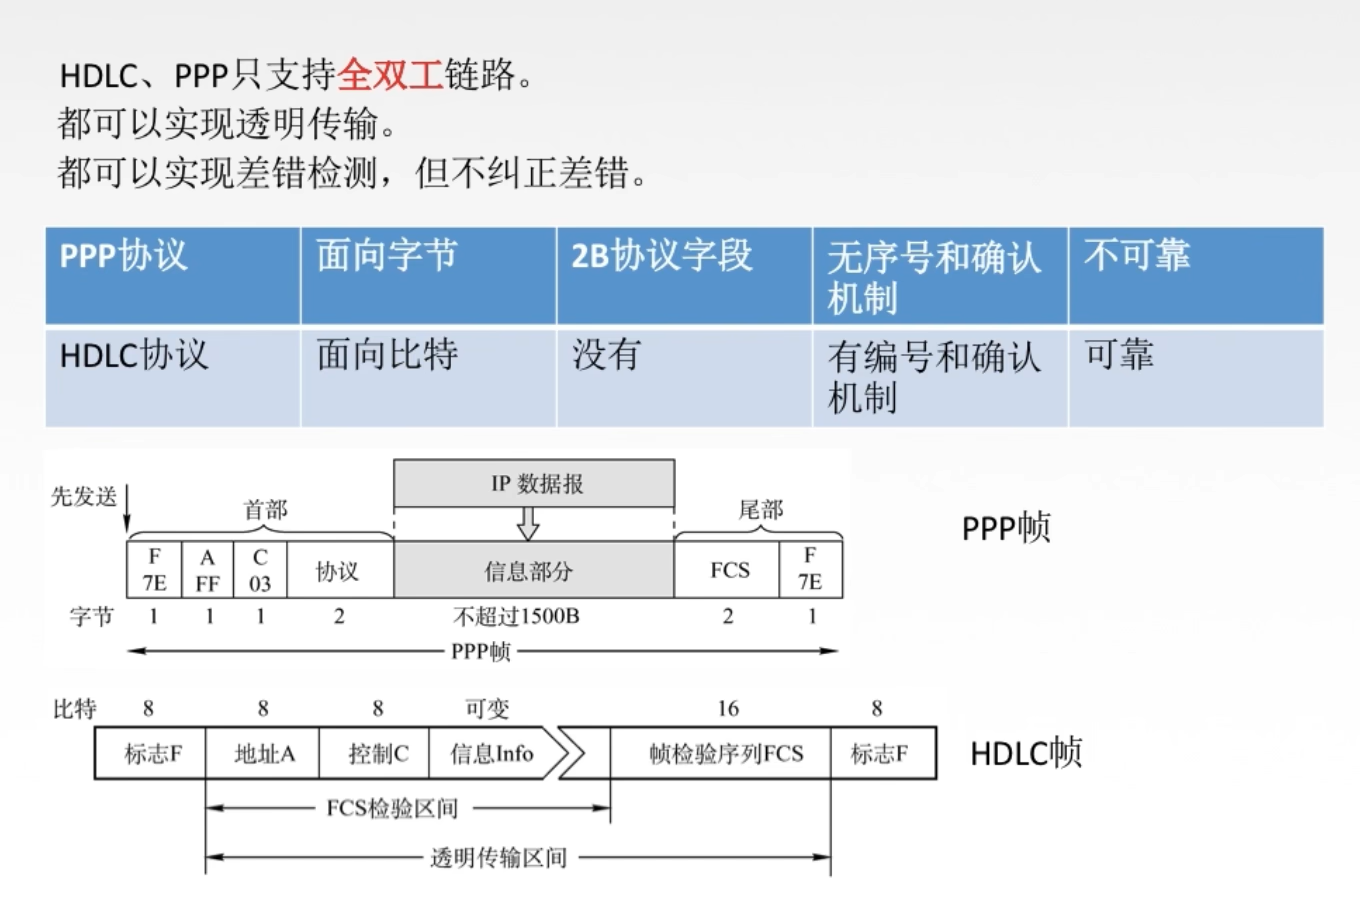 HDLC、PPP只支持全双工链路。
都可以实现透明传输。
都可以实现差错检测，但不纠正差错。
PPP协议 面向字节 2B协议字段 无序号和确认机制 不可靠
HDLC协议 面向比特 没有 有编号和确认机制 可靠
IP 数据报
先发送 首部 尾部
PPP帧
F 7E A FF C 03 协议 信息部分 FCS F 7E
字节 1 1 1 2 不超过1500B 2 1
PPP帧
比特 8 8 8 可变 16 8
标志F 地址A 控制C 信息Info 帧检验序列FCS 标志F
HDLC帧
FCS检验区间
透明传输区间